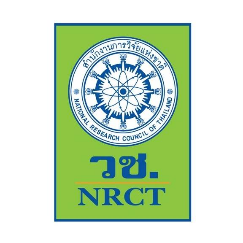 สำนักงานการวิจัยแห่งชาติ
NATIONAL RESEARCH COUNCIL OF THAILAND
วช.
NRCT